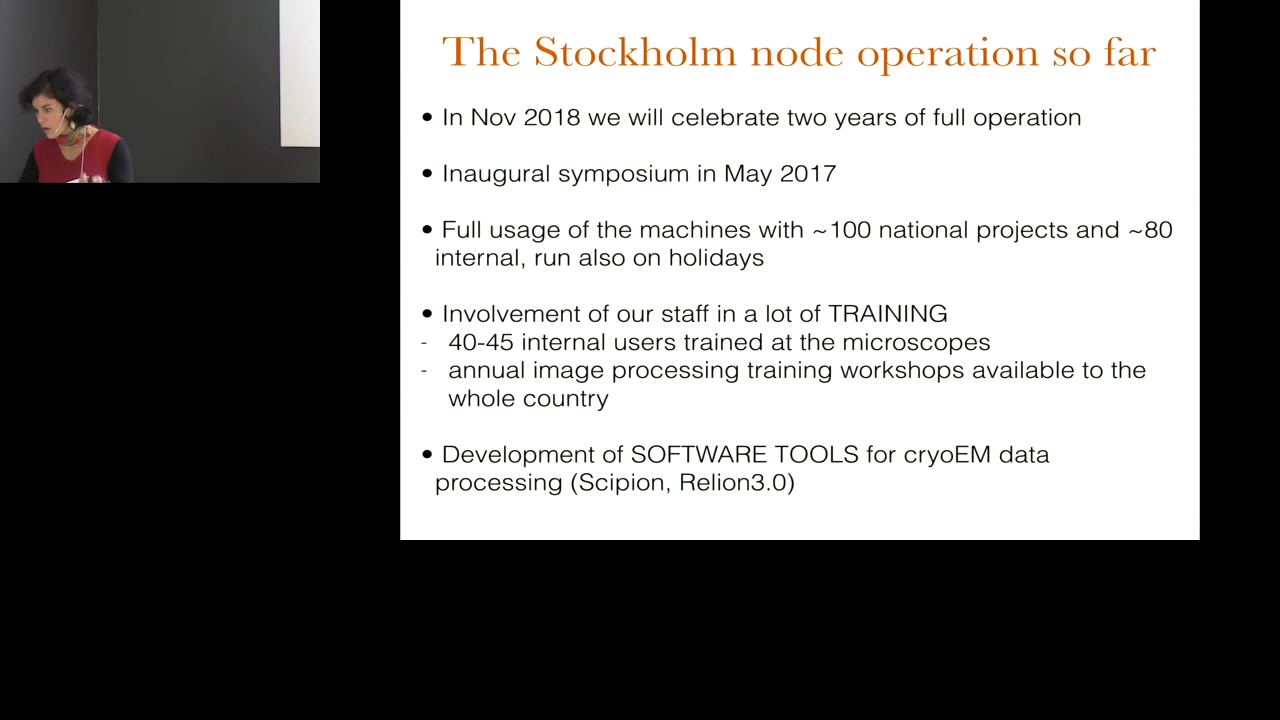 The Stockholm node operation so far
• In Nov 2018 we will celebrate two years of full operation
• Inaugural symposium in May 2017
• Full usage of the machines with ~100 national projects and ~80
internal, run also on holidays
• Involvement of our staff in a lot of TRAINING
- 40-45 internal users trained at the microscopes
- annual image processing training workshops available to the
whole country
• Development of SOFTWARE TOOLS for cryoEM data
processing (Scipion, Relion3.0)